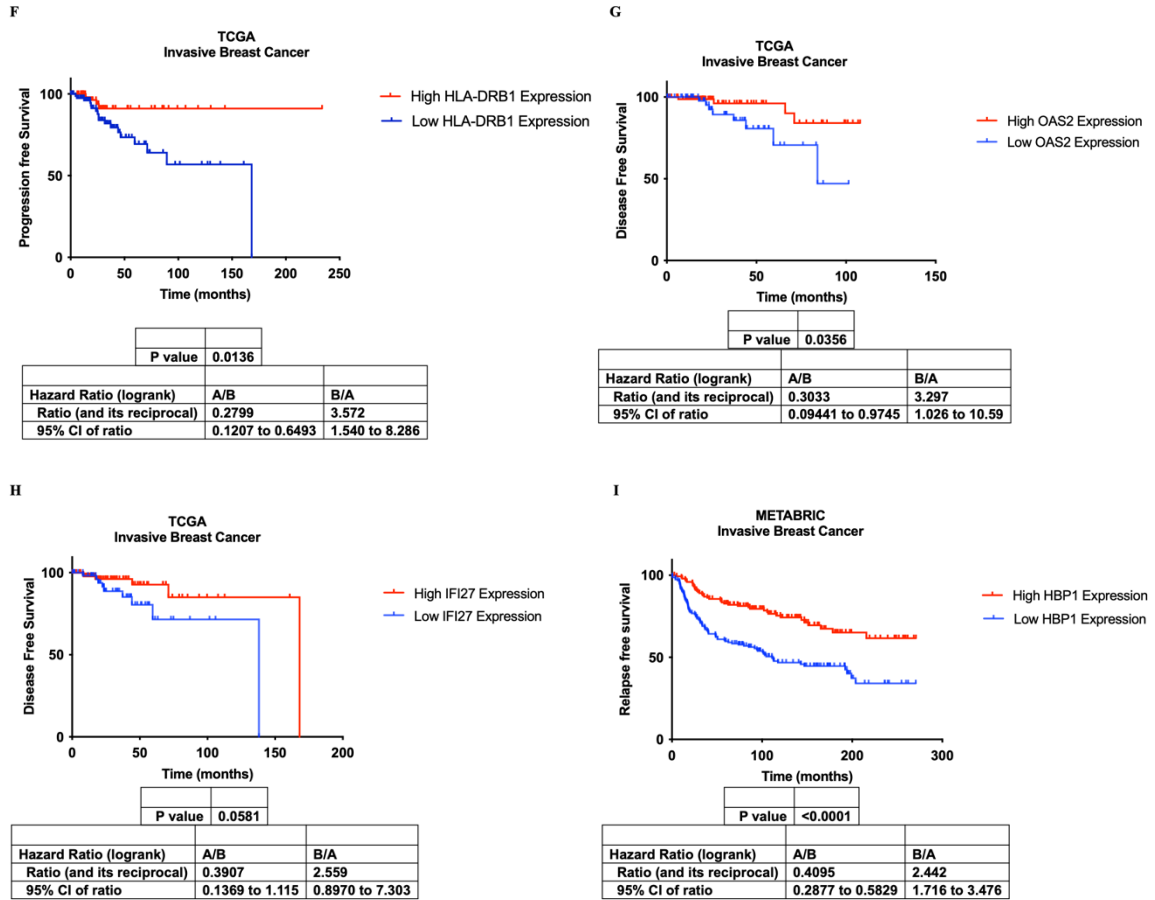 F
TCGA
Invasive Breast Cancer
Progression free Survival
100
50
0
0 50 100 150 200 250
Time (months)
High HLA-DRB1 Expression
Low HLA-DRB1 Expression
P value 0.0136
Hazard Ratio (logrank) A/B B/A
Ratio (and its reciprocal) 0.2799 3.572
95% CI of ratio 0.1207 to 0.6493 1.540 to 8.286
G
TCGA
Invasive Breast Cancer
Disease Free Survival
100
50
0
0 50 100 150
Time (months)
High OAS2 Expression
Low OAS2 Expression
P value 0.0356
Hazard Ratio (logrank) A/B B/A
Ratio (and its reciprocal) 0.3033 3.297
95% CI of ratio 0.09441 to 0.9745 1.026 to 10.59
H
TCGA
Invasive Breast Cancer
Disease Free Survival
100
50
0
0 50 100 150 200
Time (months)
High IFI27 Expression
Low IFI27 Expression
P value 0.0581
Hazard Ratio (logrank) A/B B/A
Ratio (and its reciprocal) 0.3907 2.559
95% CI of ratio 0.1369 to 1.115 0.8970 to 7.303
I
METABRIC
Invasive Breast Cancer
Relapse free survival
100
50
0
0 100 200 300
Time (months)
High HBP1 Expression
Low HBP1 Expression
P value <0.0001
Hazard Ratio (logrank) A/B B/A
Ratio (and its reciprocal) 0.4095 2.442
95% CI of ratio 0.2877 to 0.5829 1.716 to 3.476